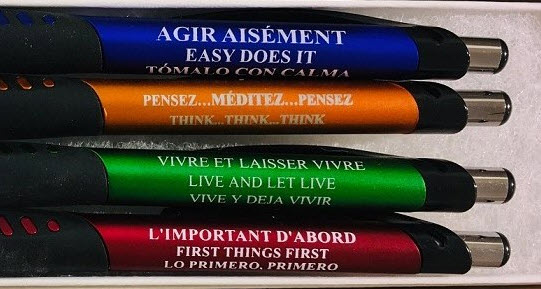 AGIR AISÉMENT
EASY DOES IT
TÓMALO CON CALMA
PENSEZ...MÉDITEZ...PENSEZ
THINK...THINK...THINK
VIVRE ET LAISSER VIVRE
LIVE AND LET LIVE
VIVE Y DEJA VIVIR
L'IMPORTANT D'ABORD
FIRST THINGS FIRST
LO PRIMERO, PRIMERO